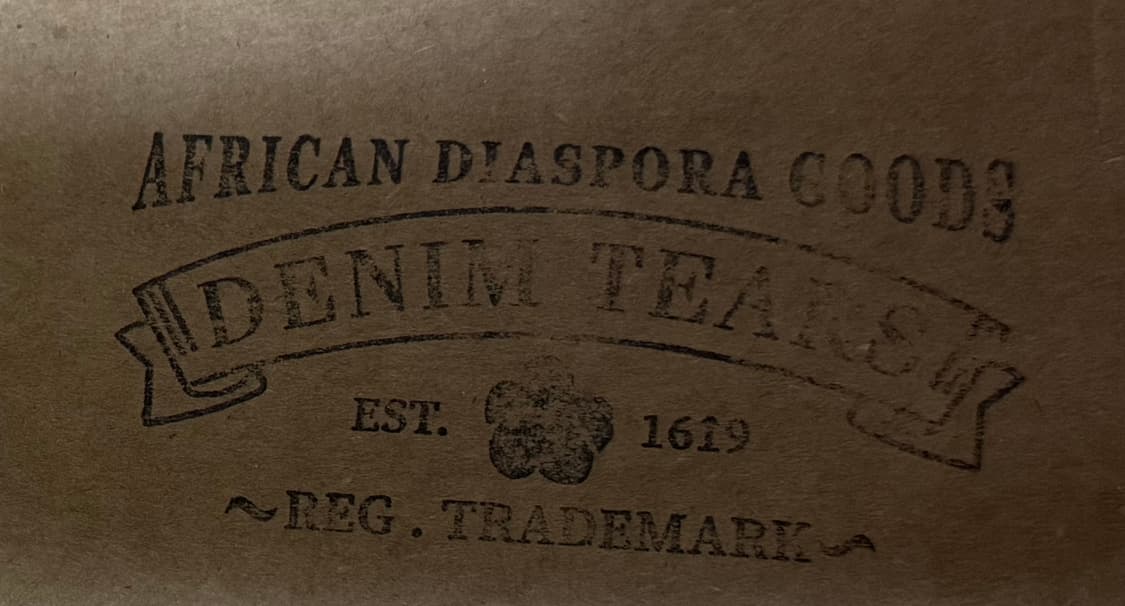 AFRICAN DIASPORA GOODS
DENIM TEARS
EST. 1619
~REG. TRADEMARK~